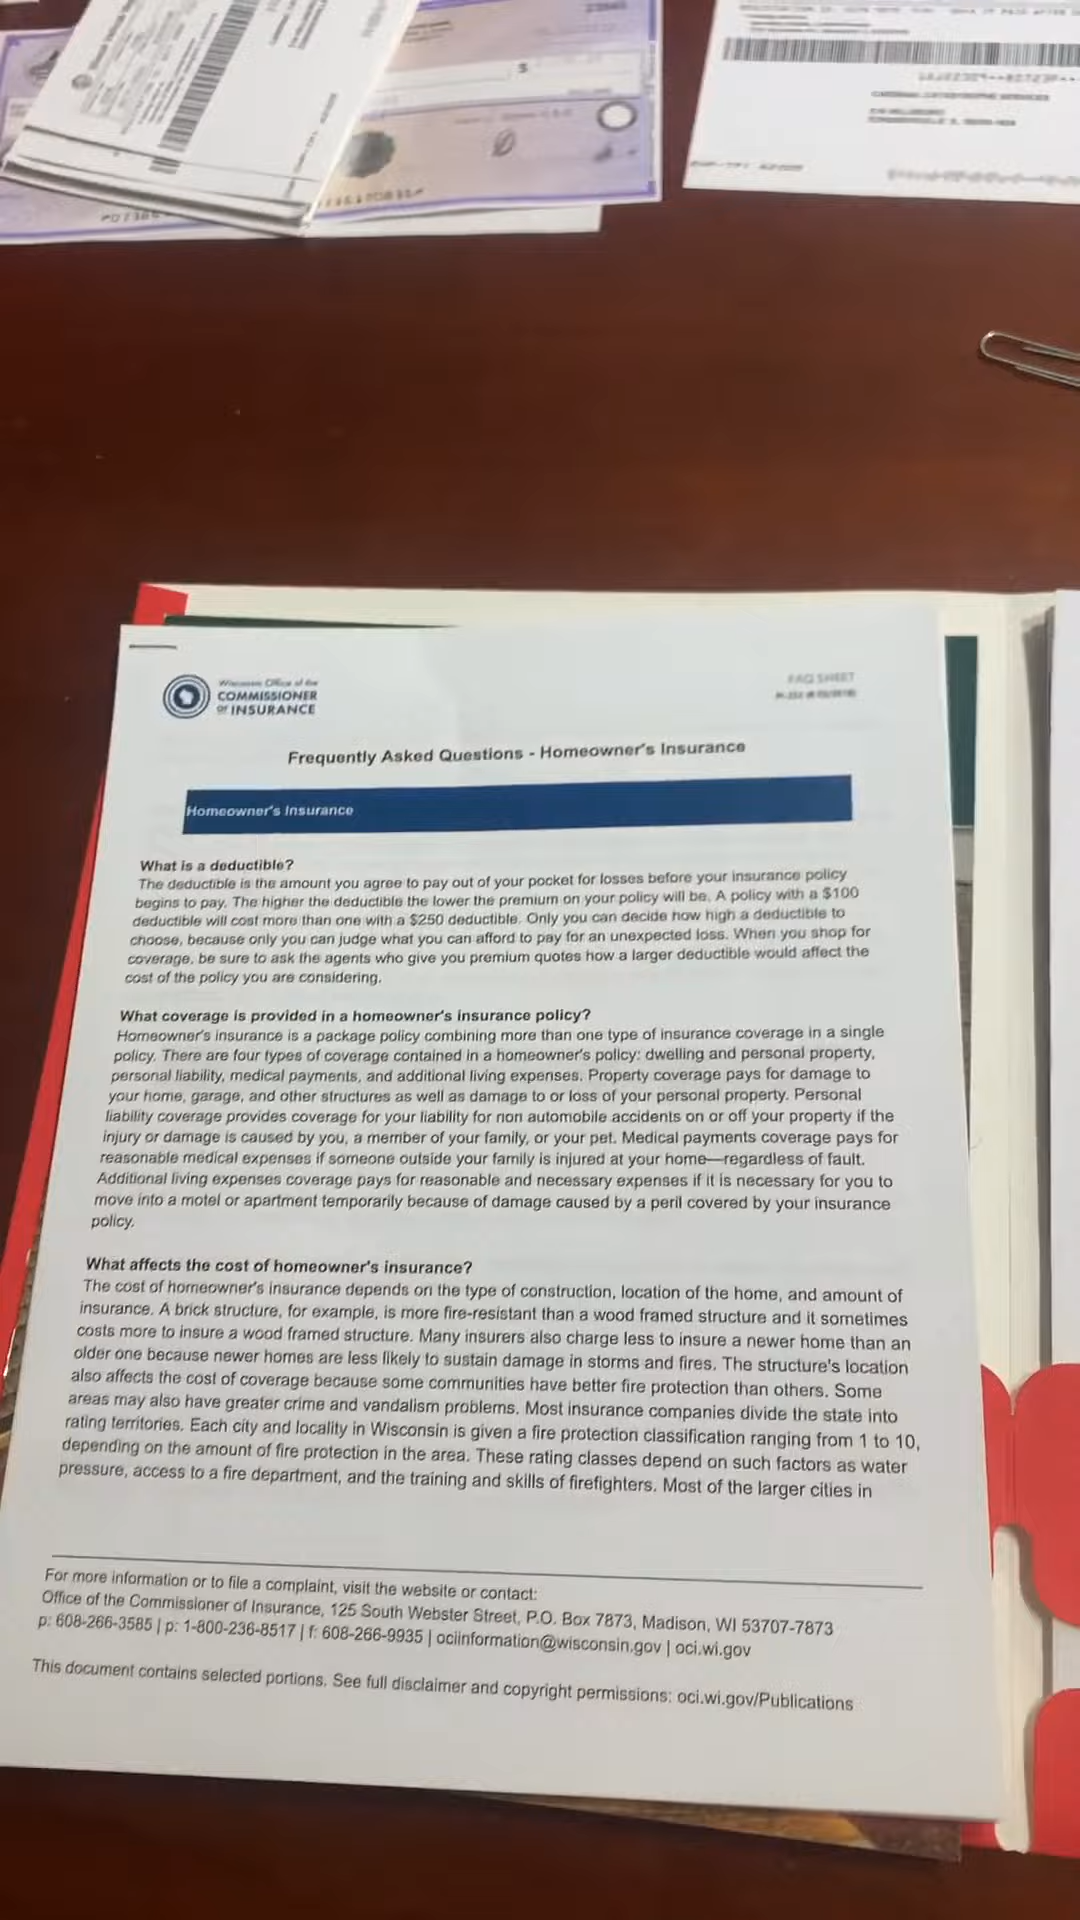 $
Wisconsin Office of the
COMMISSIONER
OF INSURANCE
FAQ SHEET
Frequently Asked Questions - Homeowner's Insurance
Homeowner's Insurance
What is a deductible?
The deductible is the amount you agree to pay out of your pocket for losses before your insurance policy
begins to pay. The higher the deductible the lower the premium on your policy will be. A policy with a $100
deductible will cost more than one with a $250 deductible. Only you can decide how high a deductible to
choose, because only you can judge what you can afford to pay for an unexpected loss. When you shop for
coverage, be sure to ask the agents who give you premium quotes how a larger deductible would affect the
cost of the policy you are considering.
What coverage is provided in a homeowner's insurance policy?
Homeowner's insurance is a package policy combining more than one type of insurance coverage in a single
policy. There are four types of coverage contained in a homeowner's policy: dwelling and personal property,
personal liability, medical payments, and additional living expenses. Property coverage pays for damage to
your home, garage, and other structures as well as damage to or loss of your personal property. Personal
liability coverage provides coverage for your liability for non automobile accidents on or off your property if the
injury or damage is caused by you, a member of your family, or your pet. Medical payments coverage pays for
reasonable medical expenses if someone outside your family is injured at your home—regardless of fault.
Additional living expenses coverage pays for reasonable and necessary expenses if it is necessary for you to
move into a motel or apartment temporarily because of damage caused by a peril covered by your insurance
policy.
What affects the cost of homeowner's insurance?
The cost of homeowner's insurance depends on the type of construction, location of the home, and amount of
insurance. A brick structure, for example, is more fire-resistant than a wood framed structure and it sometimes
costs more to insure a wood framed structure. Many insurers also charge less to insure a newer home than an
older one because newer homes are less likely to sustain damage in storms and fires. The structure's location
also affects the cost of coverage because some communities have better fire protection than others. Some
areas may also have greater crime and vandalism problems. Most insurance companies divide the state into
rating territories. Each city and locality in Wisconsin is given a fire protection classification ranging from 1 to 10,
depending on the amount of fire protection in the area. These rating classes depend on such factors as water
pressure, access to a fire department, and the training and skills of firefighters. Most of the larger cities in
For more information or to file a complaint, visit the website or contact:
Office of the Commissioner of Insurance, 125 South Webster Street, P.O. Box 7873, Madison, WI 53707-7873
p: 608-266-3585 | p: 1-800-236-8517 | f: 608-266-9935 | ociinformation@wisconsin.gov | oci.wi.gov
This document contains selected portions. See full disclaimer and copyright permissions: oci.wi.gov/Publications